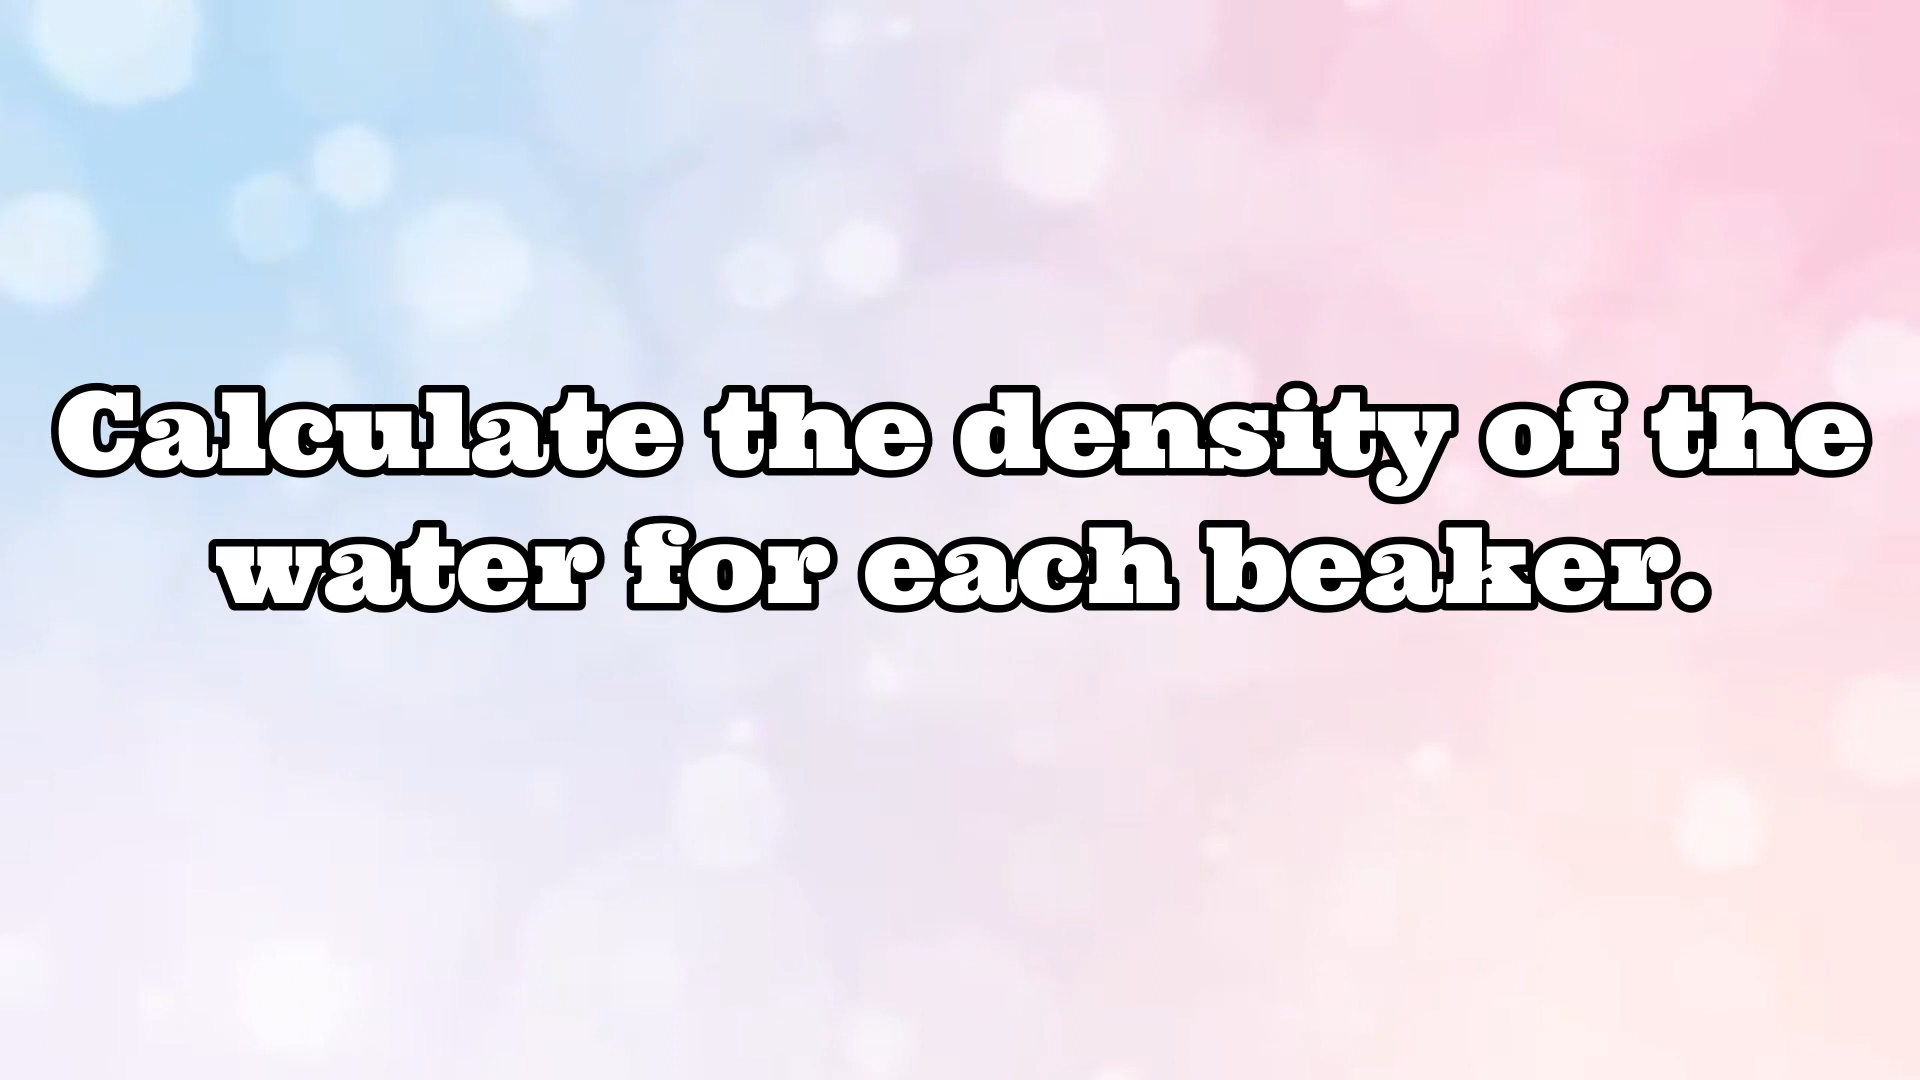 Calculate the density of the
water for each beaker.